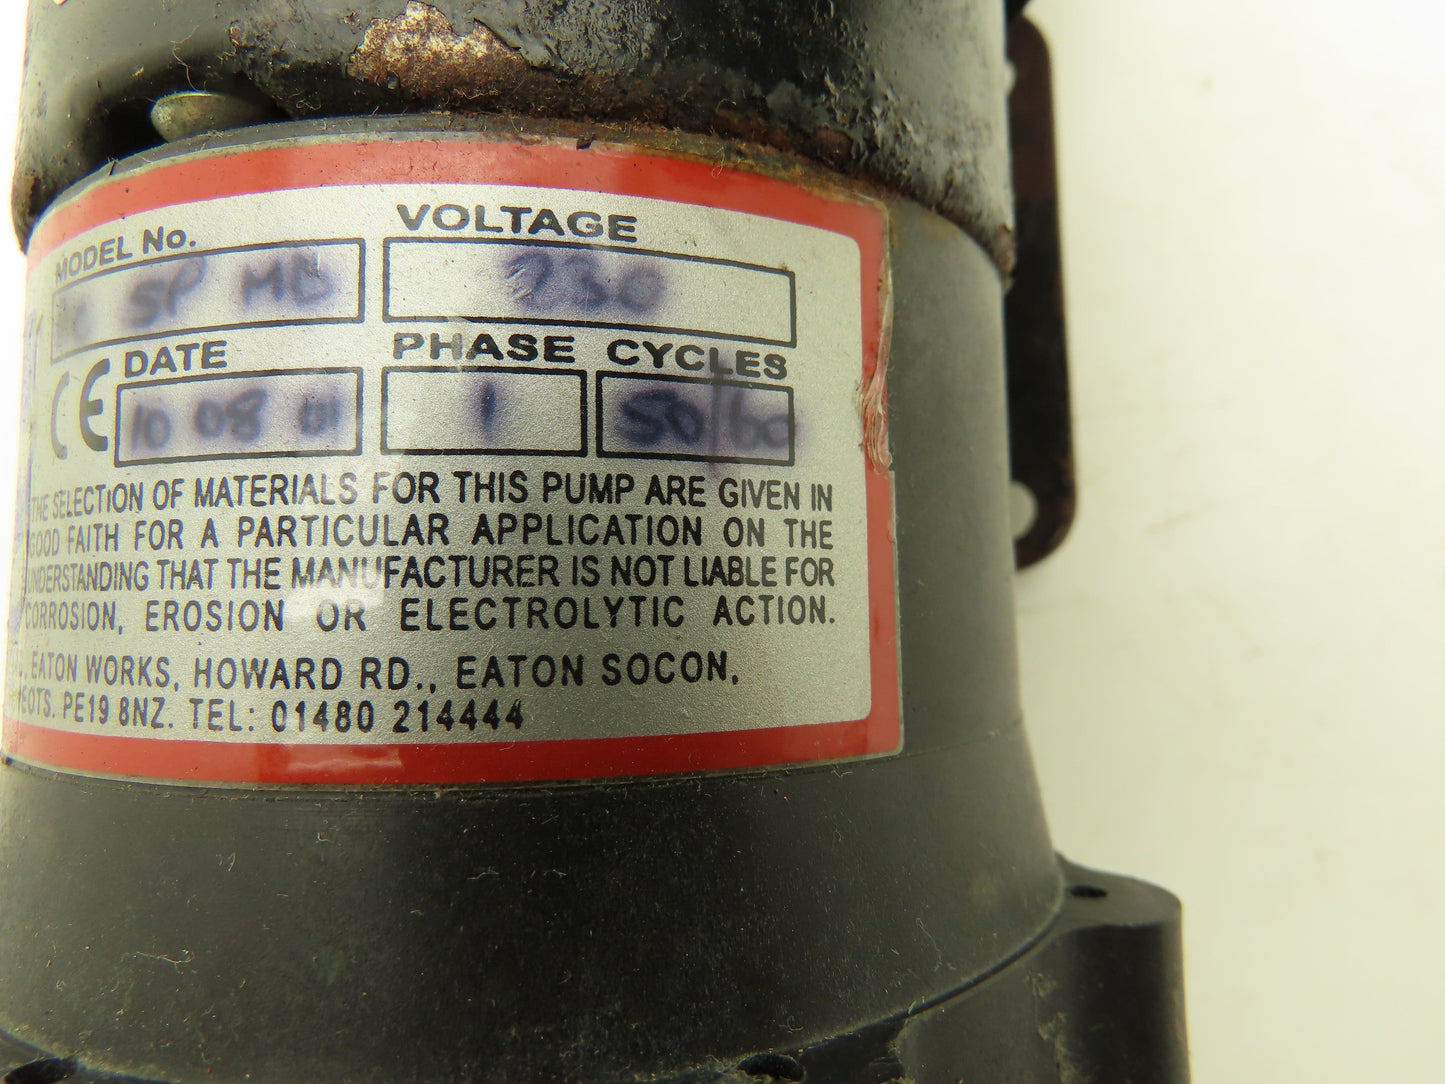 MODEL No. VOLTAGE
SP MD 230
DATE PHASE CYCLES
CE 10 08 01 1 50/60
THE SELECTION OF MATERIALS FOR THIS PUMP ARE GIVEN IN
GOOD FAITH FOR A PARTICULAR APPLICATION ON THE
UNDERSTANDING THAT THE MANUFACTURER IS NOT LIABLE FOR
CORROSION, EROSION OR ELECTROLYTIC ACTION.
EATON WORKS, HOWARD RD., EATON SOCON,
EOTS. PE19 8NZ. TEL: 01480 214444